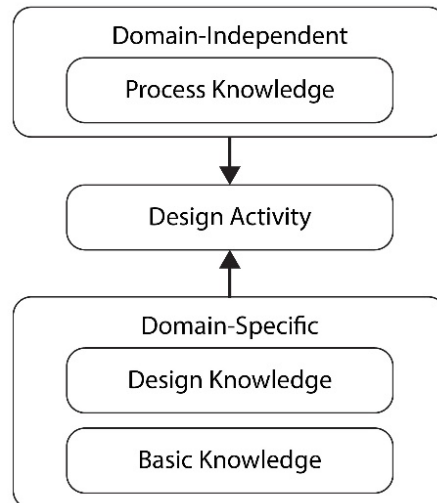 Domain-Independent
Process Knowledge
Design Activity
Domain-Specific
Design Knowledge
Basic Knowledge